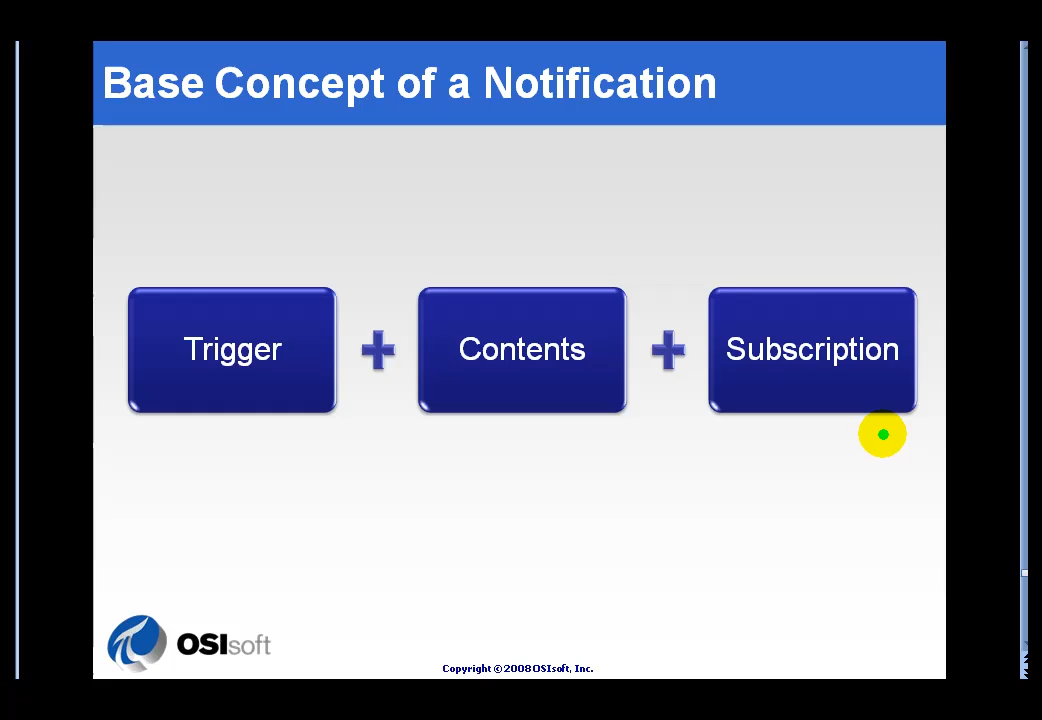 Base Concept of a Notification
Trigger
Contents
Subscription
OSIsoft
Copyright © 2008 OSIsoft, Inc.